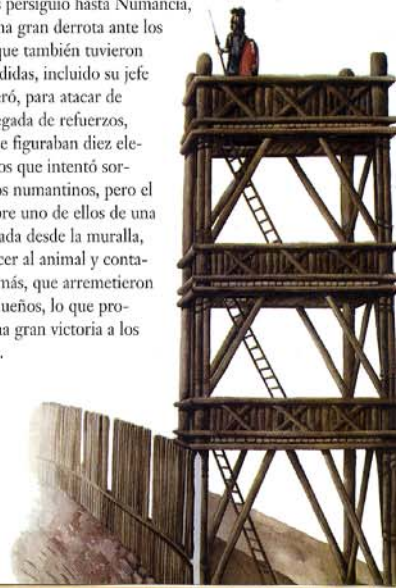 persiguió hasta Numancia,
na gran derrota ante los
que también tuvieron
didas, incluido su jefe
eró, para atacar de
egada de refuerzos,
e figuraban diez ele-
os que intentó sor-
os numantinos, pero el
bre uno de ellos de una
ada desde la muralla,
cer al animal y conta-
más, que arremetieron
ueños, lo que pro-
na gran victoria a los